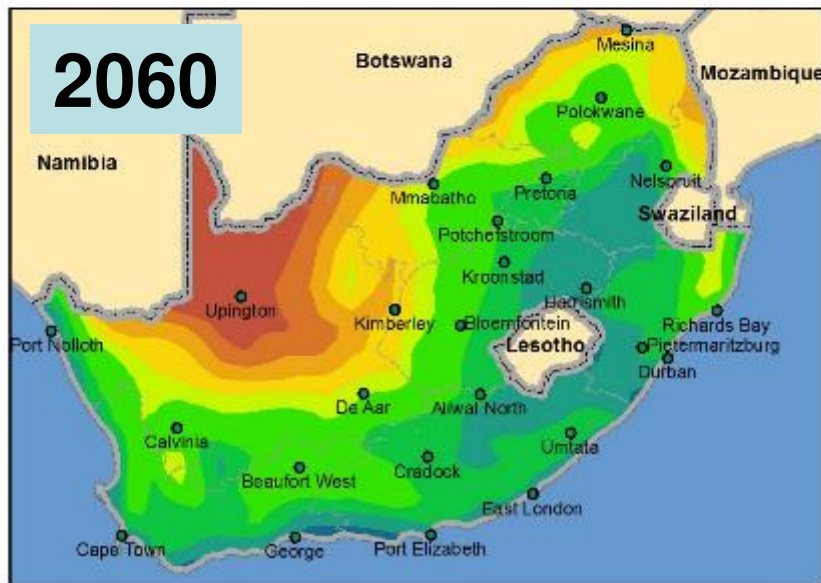 2060
Botswana
Mesina
Mozambique
Polokwane
Namibia
Mmabatho
Pretoria
Nelspruit
Swaziland
Potchefstroom
Kroonstad
Upington
Kimberley
Harrismith
Bloemfontein
Lesotho
Richards Bay
Port Nolloth
Pietermaritzburg
Durban
De Aar
Aliwal North
Calvinia
Umtata
Beaufort West
Cradock
East London
Cape Town
George
Port Elizabeth